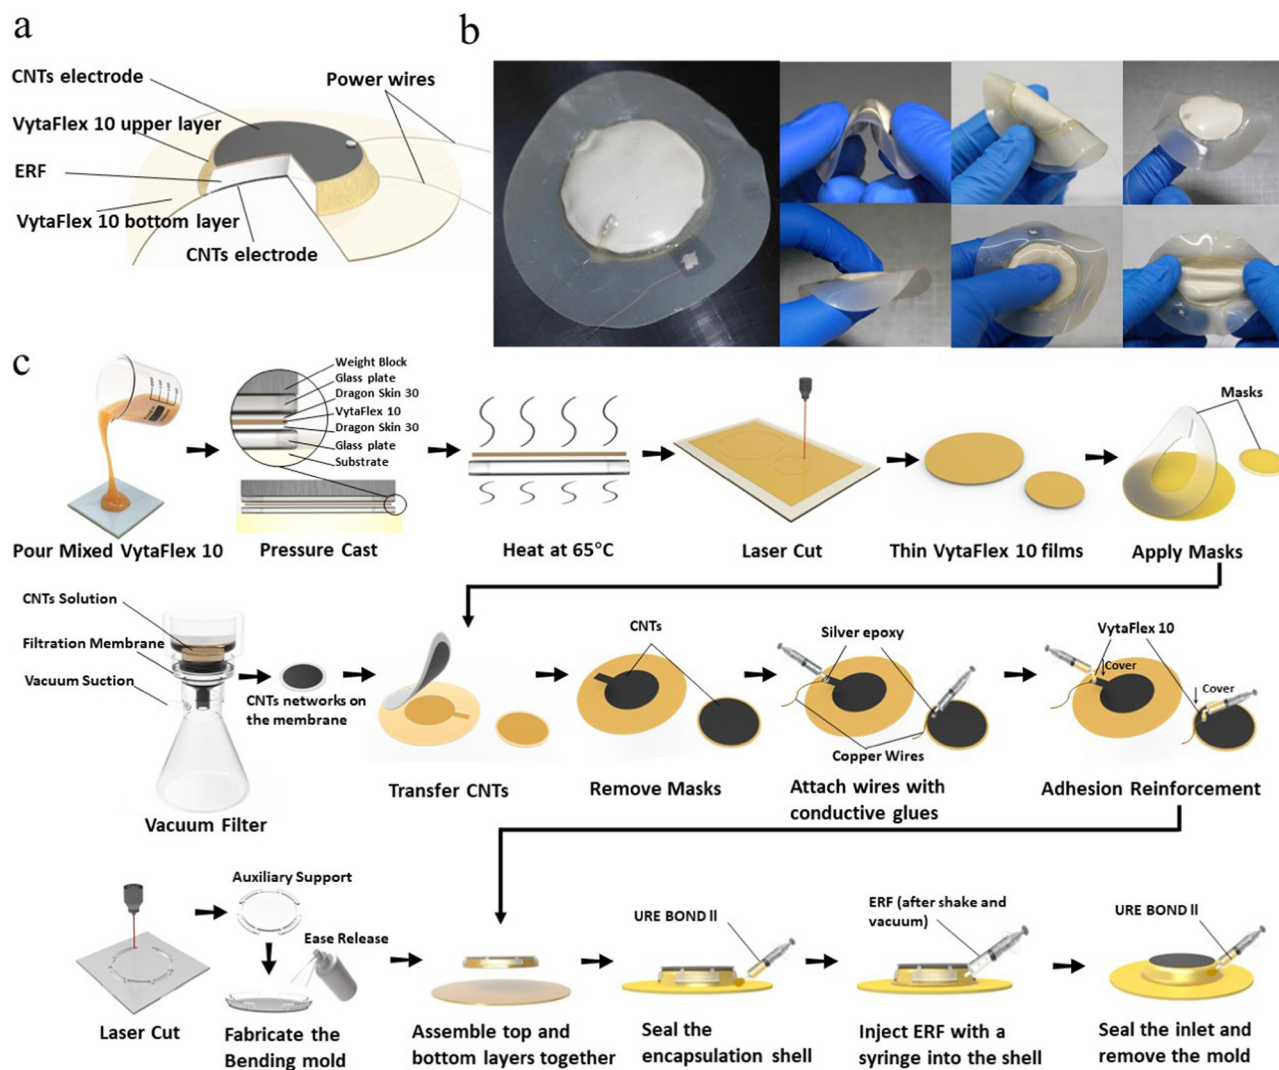 a
CNTs electrode
Power wires
VytaFlex 10 upper layer
ERF
VytaFlex 10 bottom layer
CNTs electrode
b
c
Weight Block
Glass plate
Dragon Skin 30
VytaFlex 10
Dragon Skin 30
Glass plate
Substrate
Masks
Pour Mixed VytaFlex 10
Pressure Cast
Heat at 65°C
Laser Cut
Thin VytaFlex 10 films
Apply Masks
CNTs Solution
Filtration Membrane
Vacuum Suction
CNTs networks on
the membrane
Vacuum Filter
Transfer CNTs
CNTs
Remove Masks
Silver epoxy
Copper Wires
Attach wires with
conductive glues
VytaFlex 10
Cover
Cover
Adhesion Reinforcement
Laser Cut
Auxiliary Support
Ease Release
Fabricate the
Bending mold
Assemble top and
bottom layers together
URE BOND ll
Seal the
encapsulation shell
ERF (after shake and
vacuum)
Inject ERF with a
syringe into the shell
URE BOND ll
Seal the inlet and
remove the mold